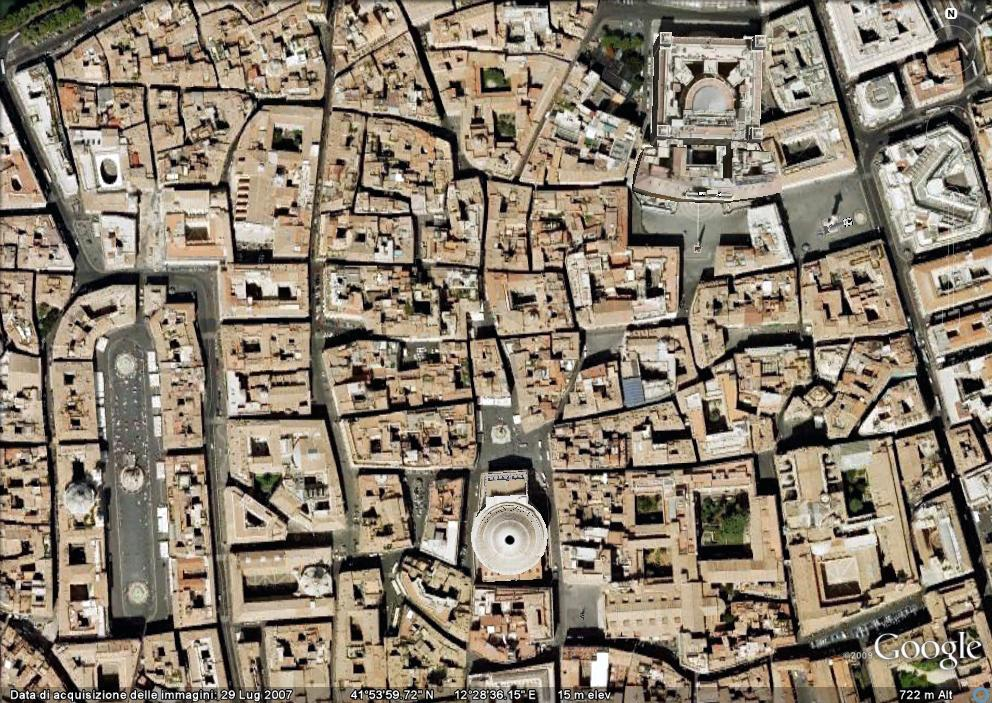 N
©2009 Google
Data di acquisizione delle immagini: 29 Lug 2007 41°53'59.72" N 12°28'36.15" E 15 m elev. 722 m Alt